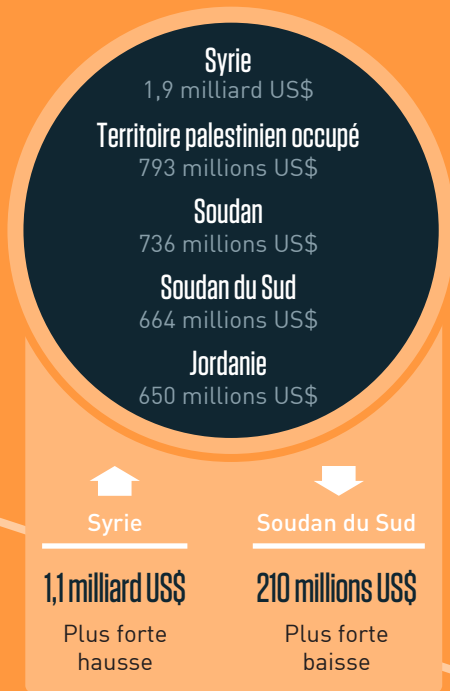 Syrie
1,9 milliard US$
Territoire palestinien occupé
793 millions US$
Soudan
736 millions US$
Soudan du Sud
664 millions US$
Jordanie
650 millions US$
Syrie
1,1 milliard US$
Plus forte
hausse
Soudan du Sud
210 millions US$
Plus forte
baisse